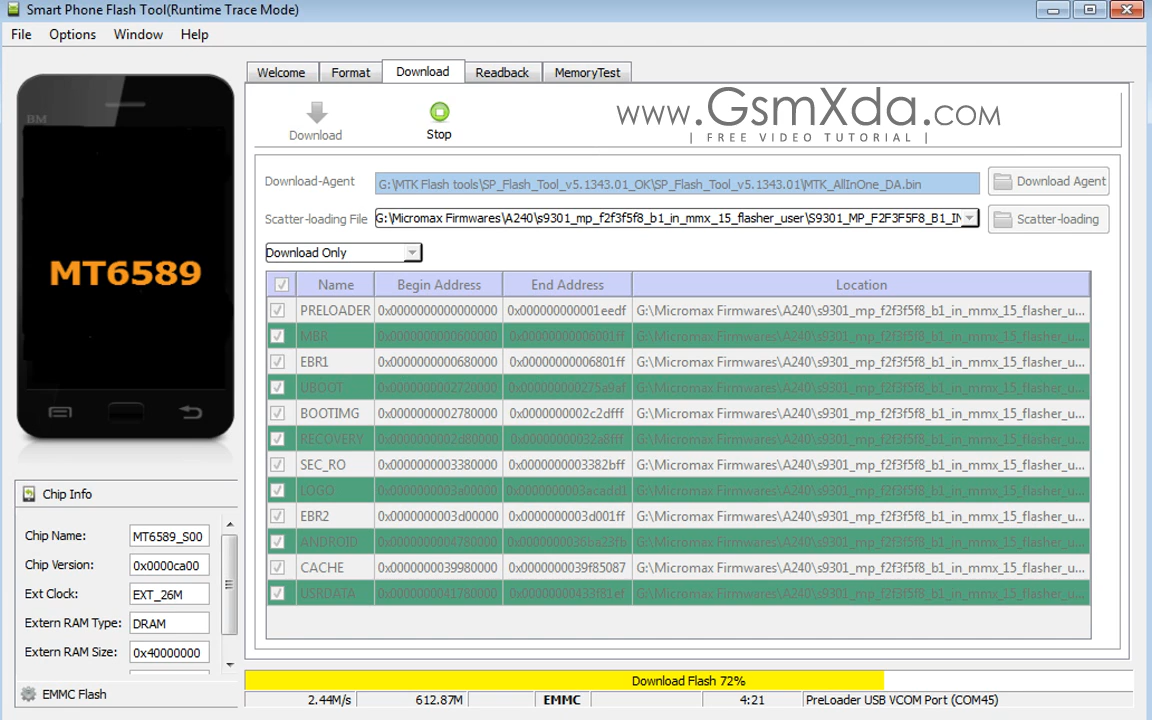 Smart Phone Flash Tool(Runtime Trace Mode)
File Options Window Help
Welcome Format Download Readback MemoryTest
Download Stop
www.GsmXda.com
| FREE VIDEO TUTORIAL |
BM
MT6589
Download-Agent G:\MTK Flash tools\SP_Flash_Tool_v5.1343.01_OK\SP_Flash_Tool_v5.1343.01\MTK_AllInOne_DA.bin Download Agent
Scatter-loading File G:\Micromax Firmwares\A240\s9301_mp_f2f3f5f8_b1_in_mmx_15_flasher_user\S9301_MP_F2F3F5F8_B1_IN Scatter-loading
Download Only
Name Begin Address End Address Location
PRELOADER 0x0000000000000000 0x000000000001eedf G:\Micromax Firmwares\A240\s9301_mp_f2f3f5f8_b1_in_mmx_15_flasher_u...
MBR 0x0000000000600000 0x00000000006001ff G:\Micromax Firmwares\A240\s9301_mp_f2f3f5f8_b1_in_mmx_15_flasher_u...
EBR1 0x0000000000680000 0x00000000006801ff G:\Micromax Firmwares\A240\s9301_mp_f2f3f5f8_b1_in_mmx_15_flasher_u...
UBOOT 0x0000000002720000 0x000000000275a9af G:\Micromax Firmwares\A240\s9301_mp_f2f3f5f8_b1_in_mmx_15_flasher_u...
BOOTIMG 0x0000000002780000 0x0000000002c2dfff G:\Micromax Firmwares\A240\s9301_mp_f2f3f5f8_b1_in_mmx_15_flasher_u...
RECOVERY 0x0000000002d80000 0x00000000032a8fff G:\Micromax Firmwares\A240\s9301_mp_f2f3f5f8_b1_in_mmx_15_flasher_u...
SEC_RO 0x0000000003380000 0x0000000003382bff G:\Micromax Firmwares\A240\s9301_mp_f2f3f5f8_b1_in_mmx_15_flasher_u...
LOGO 0x0000000003a00000 0x0000000003acadd1 G:\Micromax Firmwares\A240\s9301_mp_f2f3f5f8_b1_in_mmx_15_flasher_u...
EBR2 0x0000000003d00000 0x0000000003d001ff G:\Micromax Firmwares\A240\s9301_mp_f2f3f5f8_b1_in_mmx_15_flasher_u...
ANDROID 0x0000000004780000 0x0000000036ba23fb G:\Micromax Firmwares\A240\s9301_mp_f2f3f5f8_b1_in_mmx_15_flasher_u...
CACHE 0x0000000039980000 0x0000000039f85087 G:\Micromax Firmwares\A240\s9301_mp_f2f3f5f8_b1_in_mmx_15_flasher_u...
USRDATA 0x0000000041780000 0x00000000433f81ef G:\Micromax Firmwares\A240\s9301_mp_f2f3f5f8_b1_in_mmx_15_flasher_u...
Chip Info
Chip Name: MT6589_S00
Chip Version: 0x0000ca00
Ext Clock: EXT_26M
Extern RAM Type: DRAM
Extern RAM Size: 0x40000000
EMMC Flash
Download Flash 72%
2.44M/s 612.87M EMMC 4:21 PreLoader USB VCOM Port (COM45)